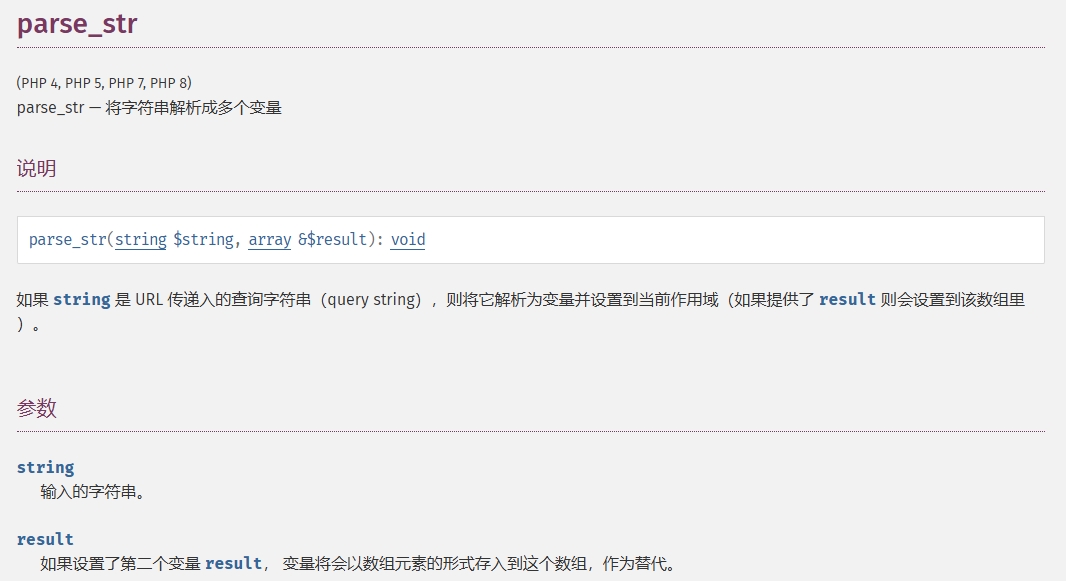 parse_str
(PHP 4, PHP 5, PHP 7, PHP 8)
parse_str — 将字符串解析成多个变量
说明
parse_str(string $string, array &$result): void
如果 string 是 URL 传递入的查询字符串（query string），则将它解析为变量并设置到当前作用域（如果提供了 result 则会设置到该数组里
）。
参数
string
输入的字符串。
result
如果设置了第二个变量 result， 变量将会以数组元素的形式存入到这个数组，作为替代。